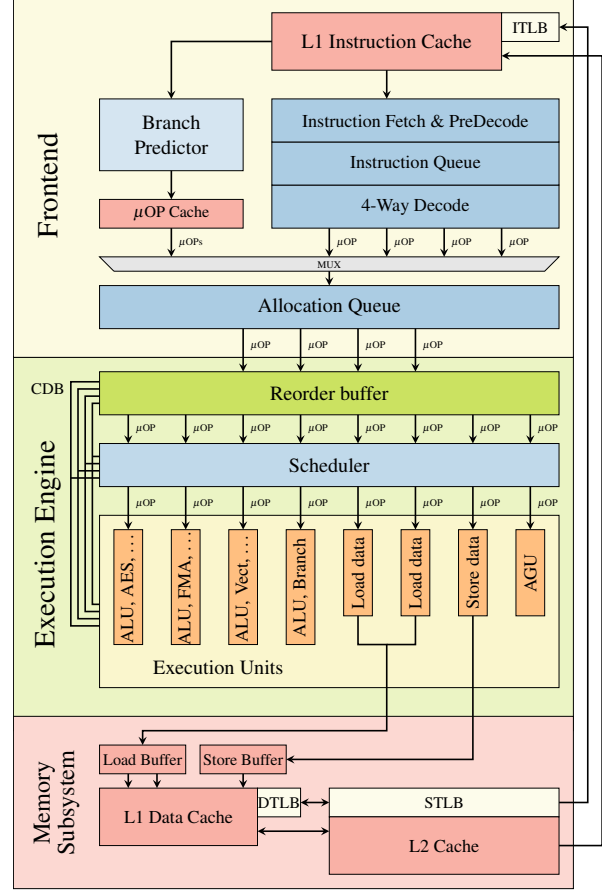 ITLB
L1 Instruction Cache
Branch
Predictor
Instruction Fetch & PreDecode
Instruction Queue
4-Way Decode
μOP Cache
μOPs
μOP μOP μOP μOP
MUX
Allocation Queue
μOP μOP μOP μOP
Frontend
CDB
Reorder buffer
μOP μOP μOP μOP μOP μOP μOP μOP
Scheduler
μOP μOP μOP μOP μOP μOP μOP μOP
ALU, AES, . . .
ALU, FMA, . . .
ALU, Vect, . . .
ALU, Branch
Load data
Load data
Store data
AGU
Execution Units
Execution Engine
Load Buffer
Store Buffer
L1 Data Cache
DTLB
STLB
L2 Cache
Memory
Subsystem